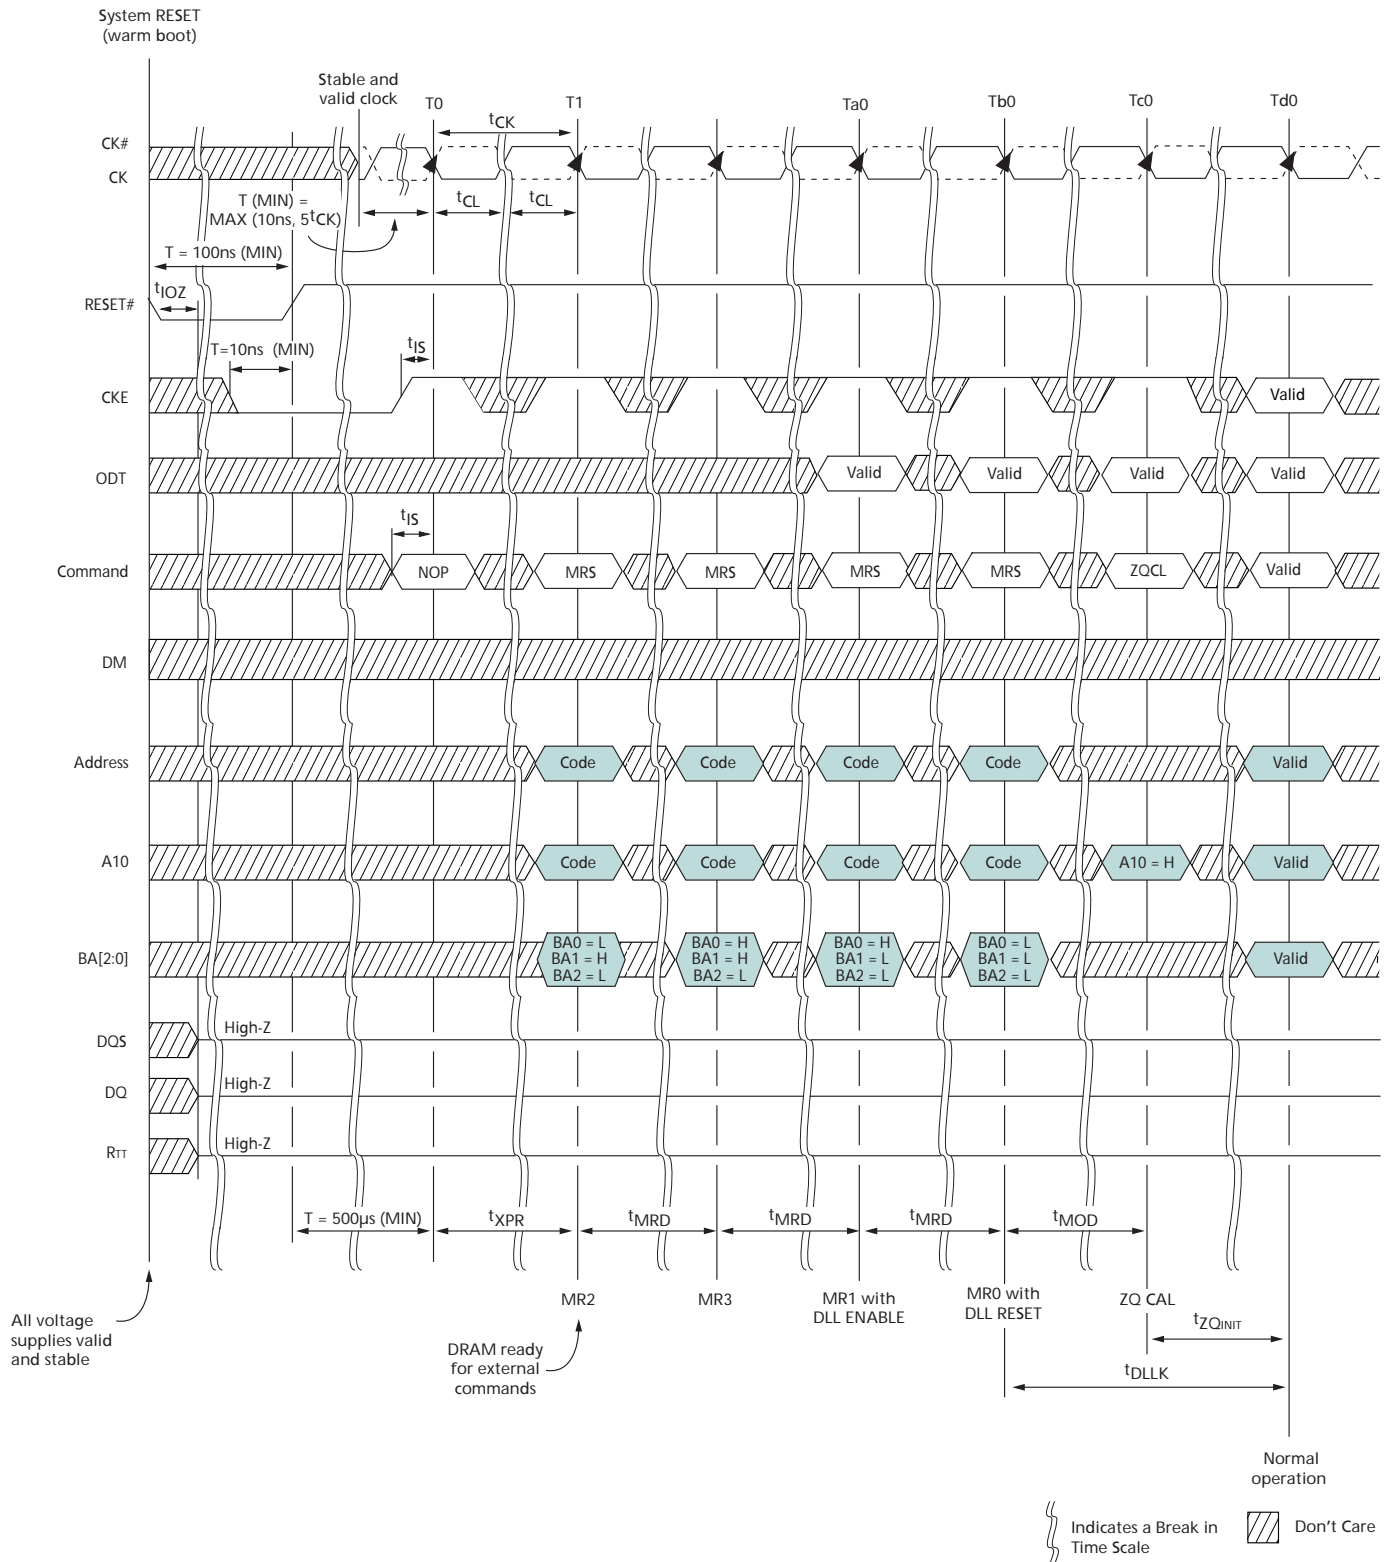 System RESET
(warm boot)
Stable and
valid clock
T0
T1
Ta0
Tb0
Tc0
Td0
tCK
CK#
CK
T (MIN) =
MAX (10ns, 5tCK)
tCL
tCL
T = 100ns (MIN)
tIOZ
RESET#
T=10ns (MIN)
tIS
CKE
Valid
ODT
Valid
Valid
Valid
Valid
tIS
Command
NOP
MRS
MRS
MRS
MRS
ZQCL
Valid
DM
Address
Code
Code
Code
Code
Valid
A10
Code
Code
Code
Code
A10 = H
Valid
BA[2:0]
BA0 = L
BA1 = H
BA2 = L
BA0 = H
BA1 = H
BA2 = L
BA0 = H
BA1 = L
BA2 = L
BA0 = L
BA1 = L
BA2 = L
Valid
DQS
High-Z
DQ
High-Z
RTT
High-Z
T = 500µs (MIN)
tXPR
tMRD
tMRD
tMRD
tMOD
All voltage
supplies valid
and stable
MR2
MR3
MR1 with
DLL ENABLE
MR0 with
DLL RESET
ZQ CAL
tZQINIT
DRAM ready
for external
commands
tDLLK
Normal
operation
Indicates a Break in
Time Scale
Don't Care